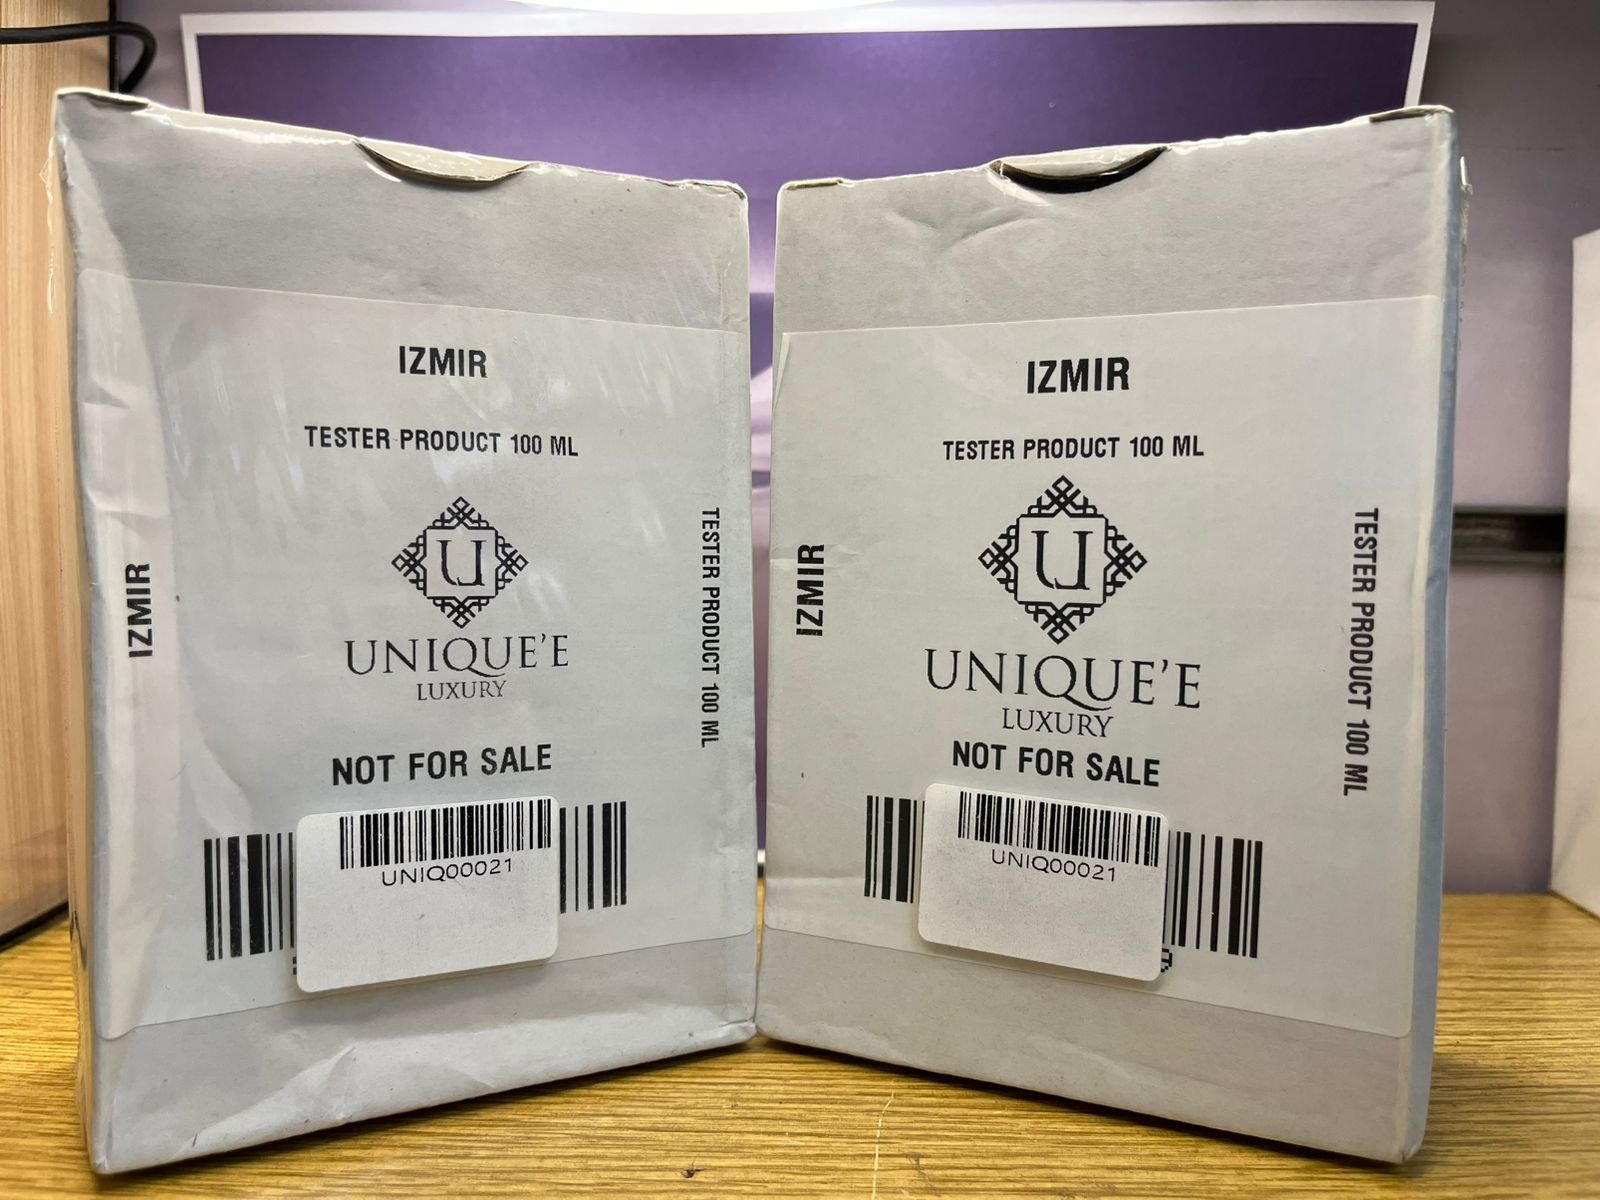 IZMIR
TESTER PRODUCT 100 ML
U
UNIQUE'E
LUXURY
NOT FOR SALE
UNIQ00021
IZMIR
TESTER PRODUCT 100 ML
IZMIR
TESTER PRODUCT 100 ML
U
UNIQUE'E
LUXURY
NOT FOR SALE
UNIQ00021
IZMIR
TESTER PRODUCT 100 ML